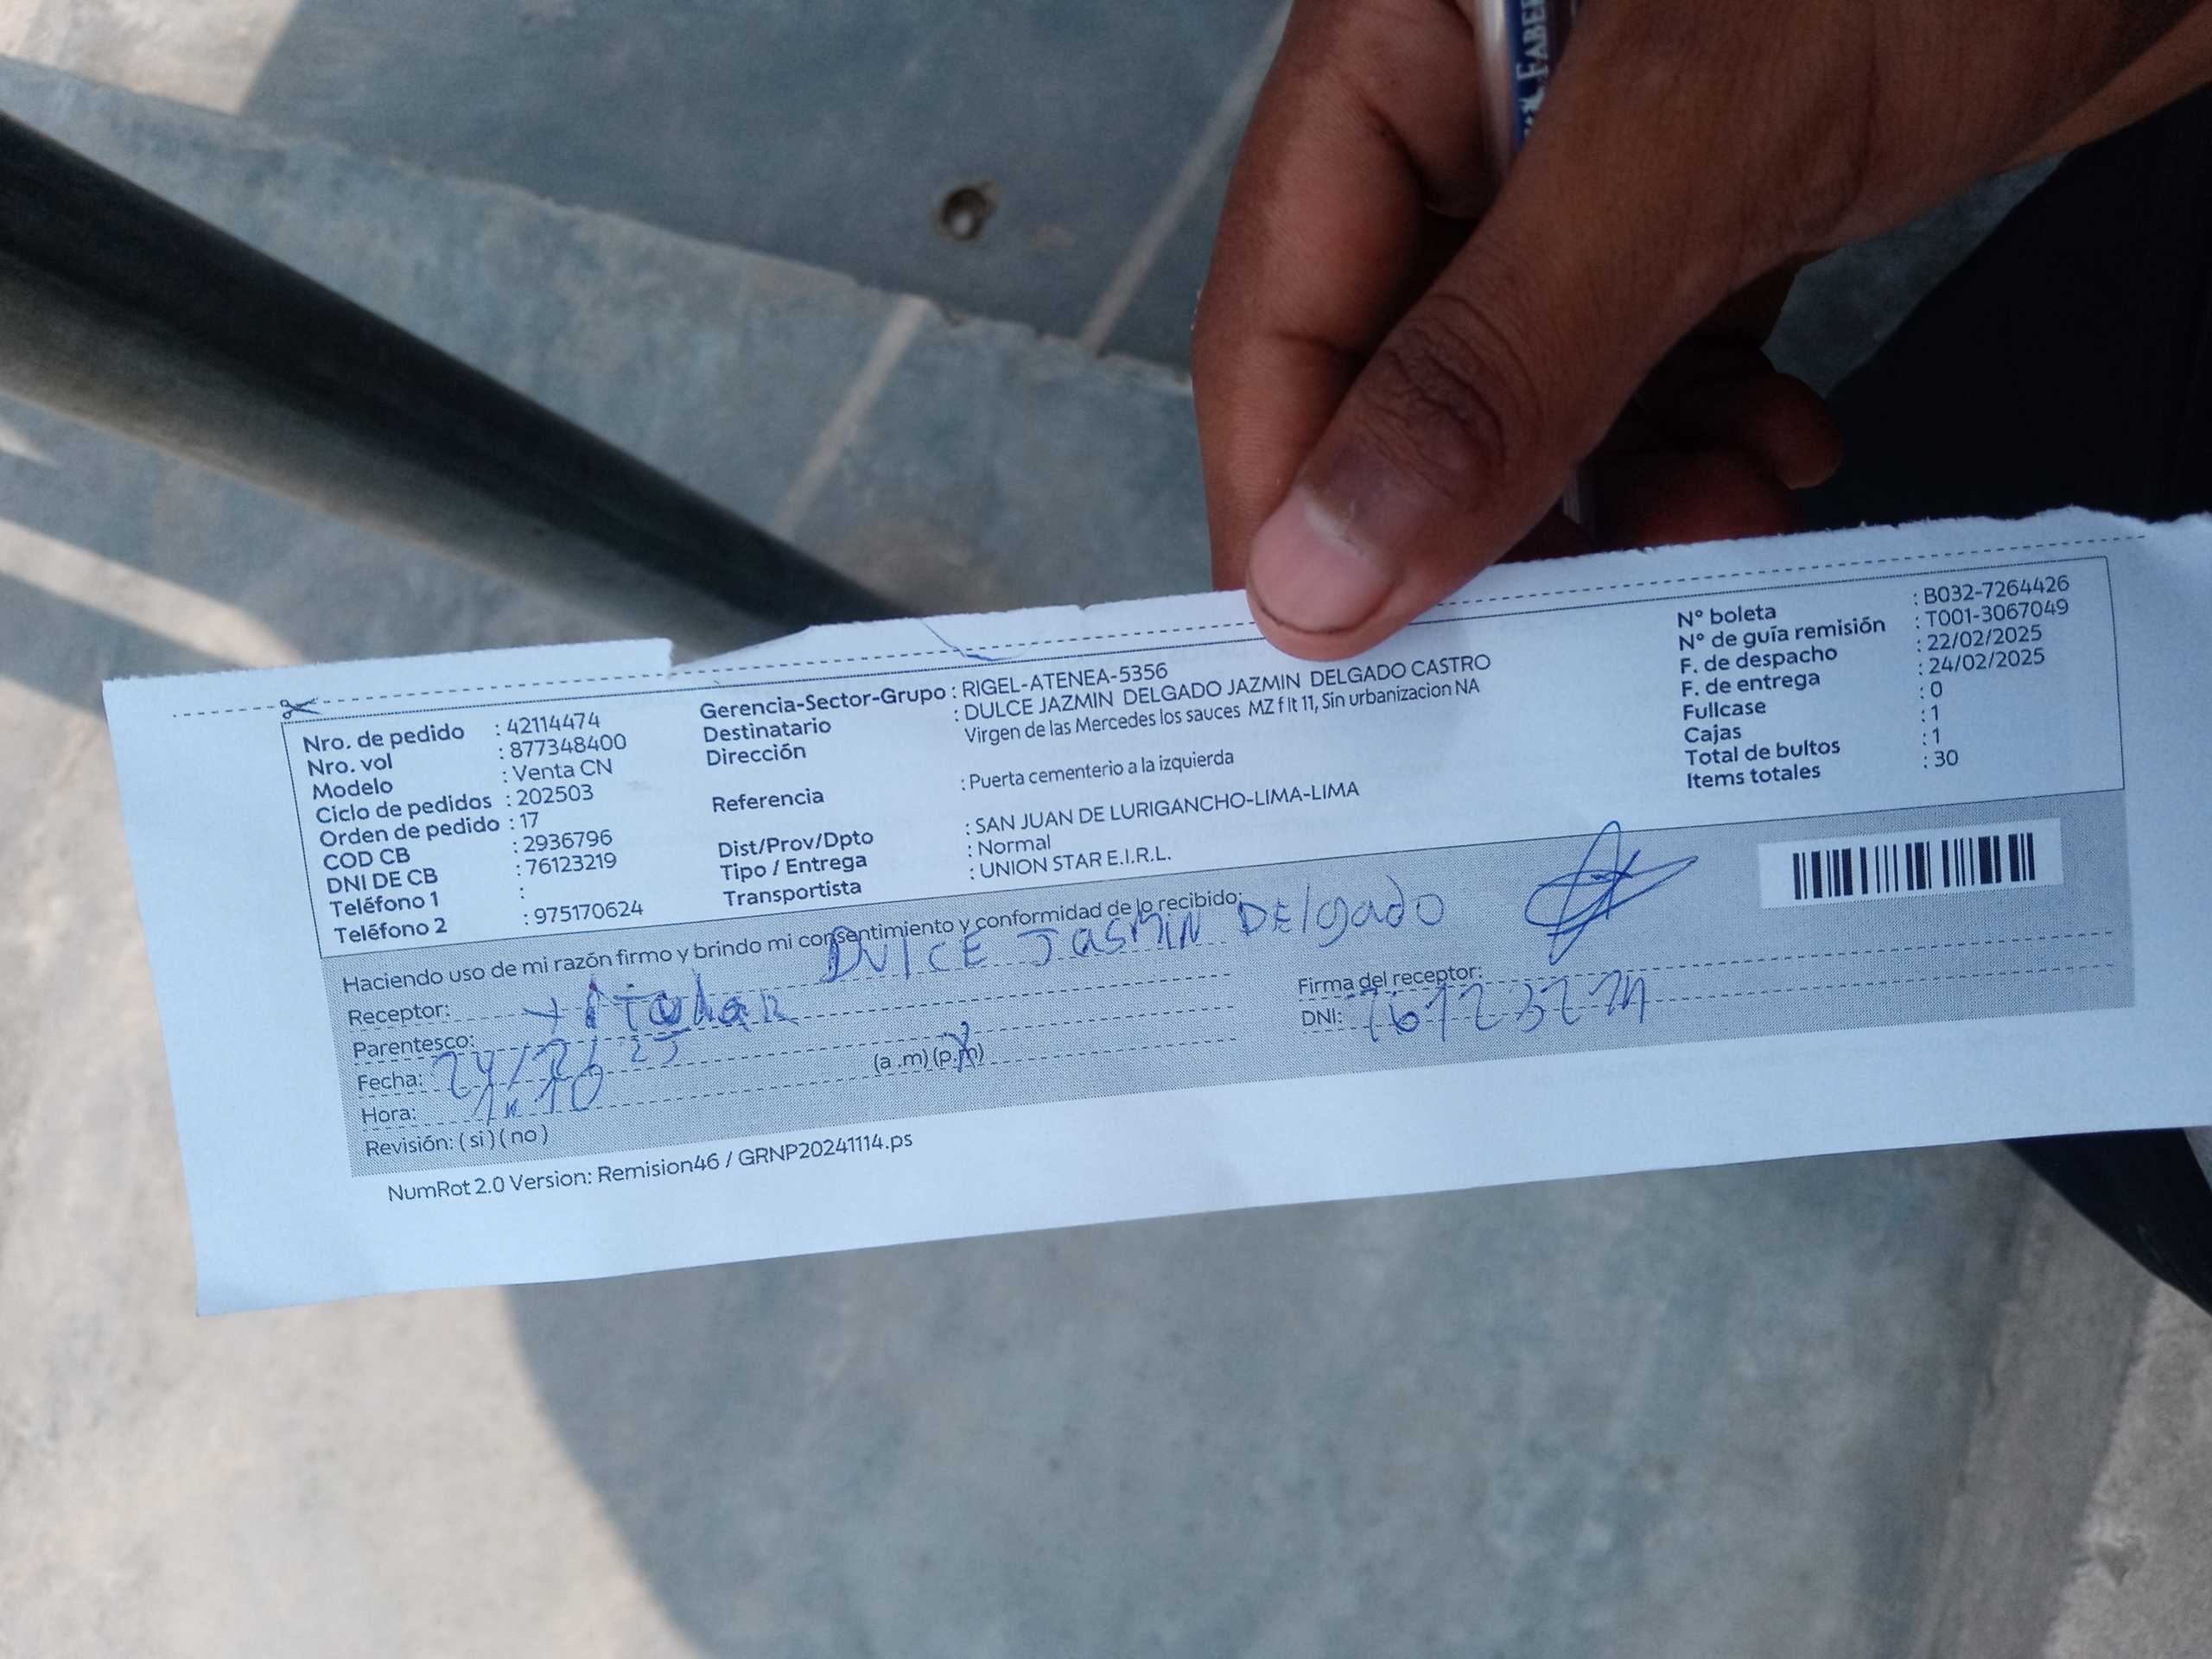 FABER
Nro. de pedido : 42114474
Nro. vol : 877348400
Modelo : Venta CN
Ciclo de pedidos : 202503
Orden de pedido : 17
COD CB : 2936796
DNI DE CB : 76123219
Teléfono 1 :
Teléfono 2 : 975170624
Gerencia-Sector-Grupo : RIGEL-ATENEA-5356
Destinatario : DULCE JAZMIN DELGADO JAZMIN DELGADO CASTRO
Dirección Virgen de las Mercedes los sauces MZ f lt 11, Sin urbanizacion NA
Referencia : Puerta cementerio a la izquierda
Dist/Prov/Dpto : SAN JUAN DE LURIGANCHO-LIMA-LIMA
Tipo / Entrega : Normal
Transportista : UNION STAR E.I.R.L.
Nº boleta : B032-7264426
Nº de guía remisión : T001-3067049
F. de despacho : 22/02/2025
F. de entrega : 24/02/2025
Fullcase : 0
Cajas : 1
Total de bultos : 1
Items totales : 30
Haciendo uso de mi razón firmo y brindo mi consentimiento y conformidad de lo recibido:
Receptor: DULCE JasMIN DElgado
Parentesco: titular
Fecha:
Hora: (a .m) (p.m)
Revisión: ( si ) ( no )
Firma del receptor:
DNI:
NumRot 2.0 Version: Remision46 / GRNP20241114.ps